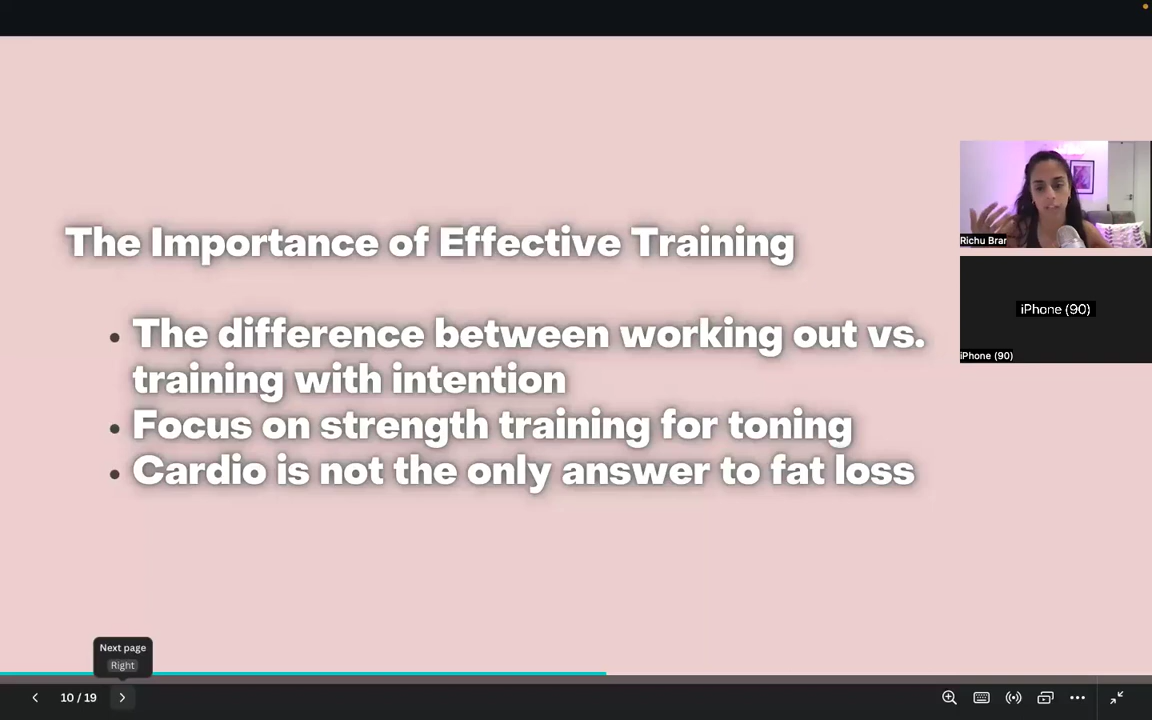 The Importance of Effective Training
• The difference between working out vs.
training with intention
• Focus on strength training for toning
• Cardio is not the only answer to fat loss
Richu Brar
iPhone (90)
iPhone (90)
Next page
Right
10 / 19